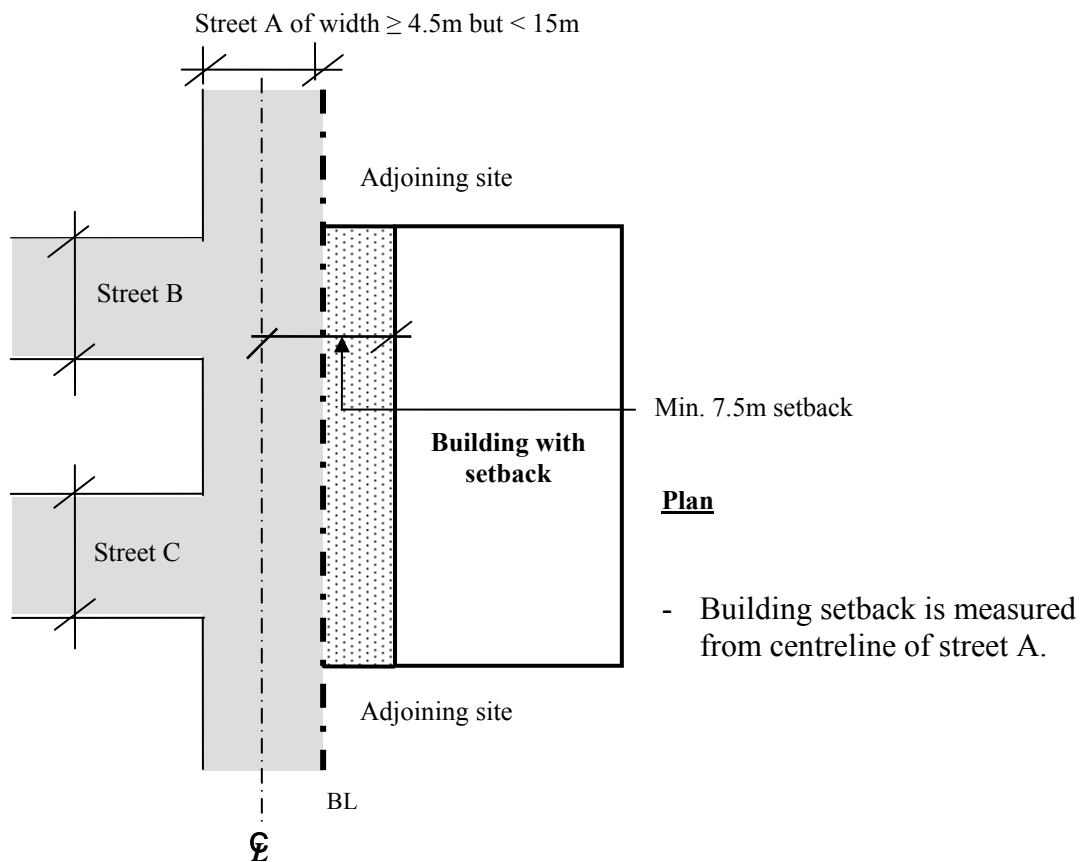 Street A of width ≥ 4.5m but < 15m
Adjoining site
Street B
Min. 7.5m setback
Building with
setback
Plan
Street C
- Building setback is measured
from centreline of street A.
Adjoining site
BL
℄